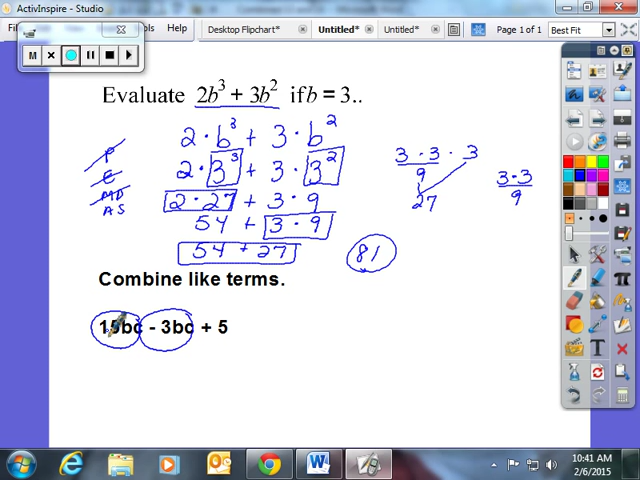 ActivInspire - Studio
File
Desktop Flipchart*
Untitled*
Untitled*
Page 1 of 1
Best Fit
M
Evaluate 2b³ + 3b² if b = 3..
2 · b³ + 3 · b²
P
E
MD
AS
2 · 3³ + 3 · 3²
2 · 27 + 3 · 9
54 + 3 · 9
54 + 27
81
3 · 3 · 3
9
27
3 · 3
9
Combine like terms.
15bc - 3bc + 5
T
10:41 AM
2/6/2015